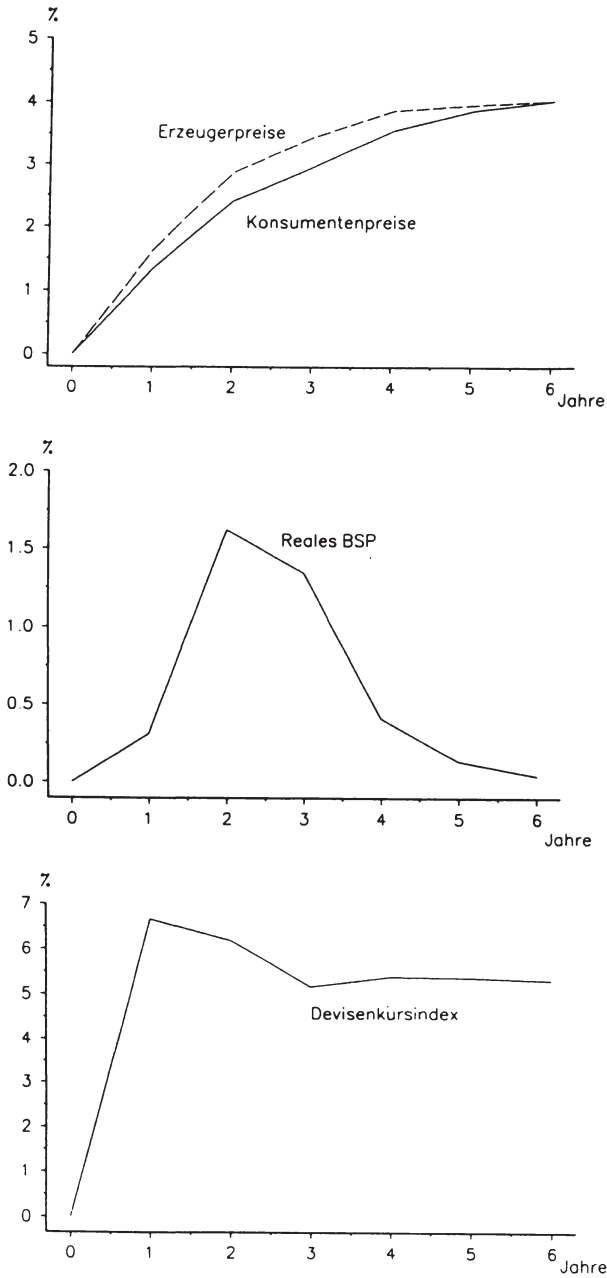 %
5
4
3
2
1
0
Erzeugerpreise
Konsumentenpreise
0 1 2 3 4 5 6
Jahre
%
2.0
1.5
1.0
0.5
0.0
Reales BSP
0 1 2 3 4 5 6
Jahre
%
7
6
5
4
3
2
1
0
Devisenkursindex
0 1 2 3 4 5 6
Jahre